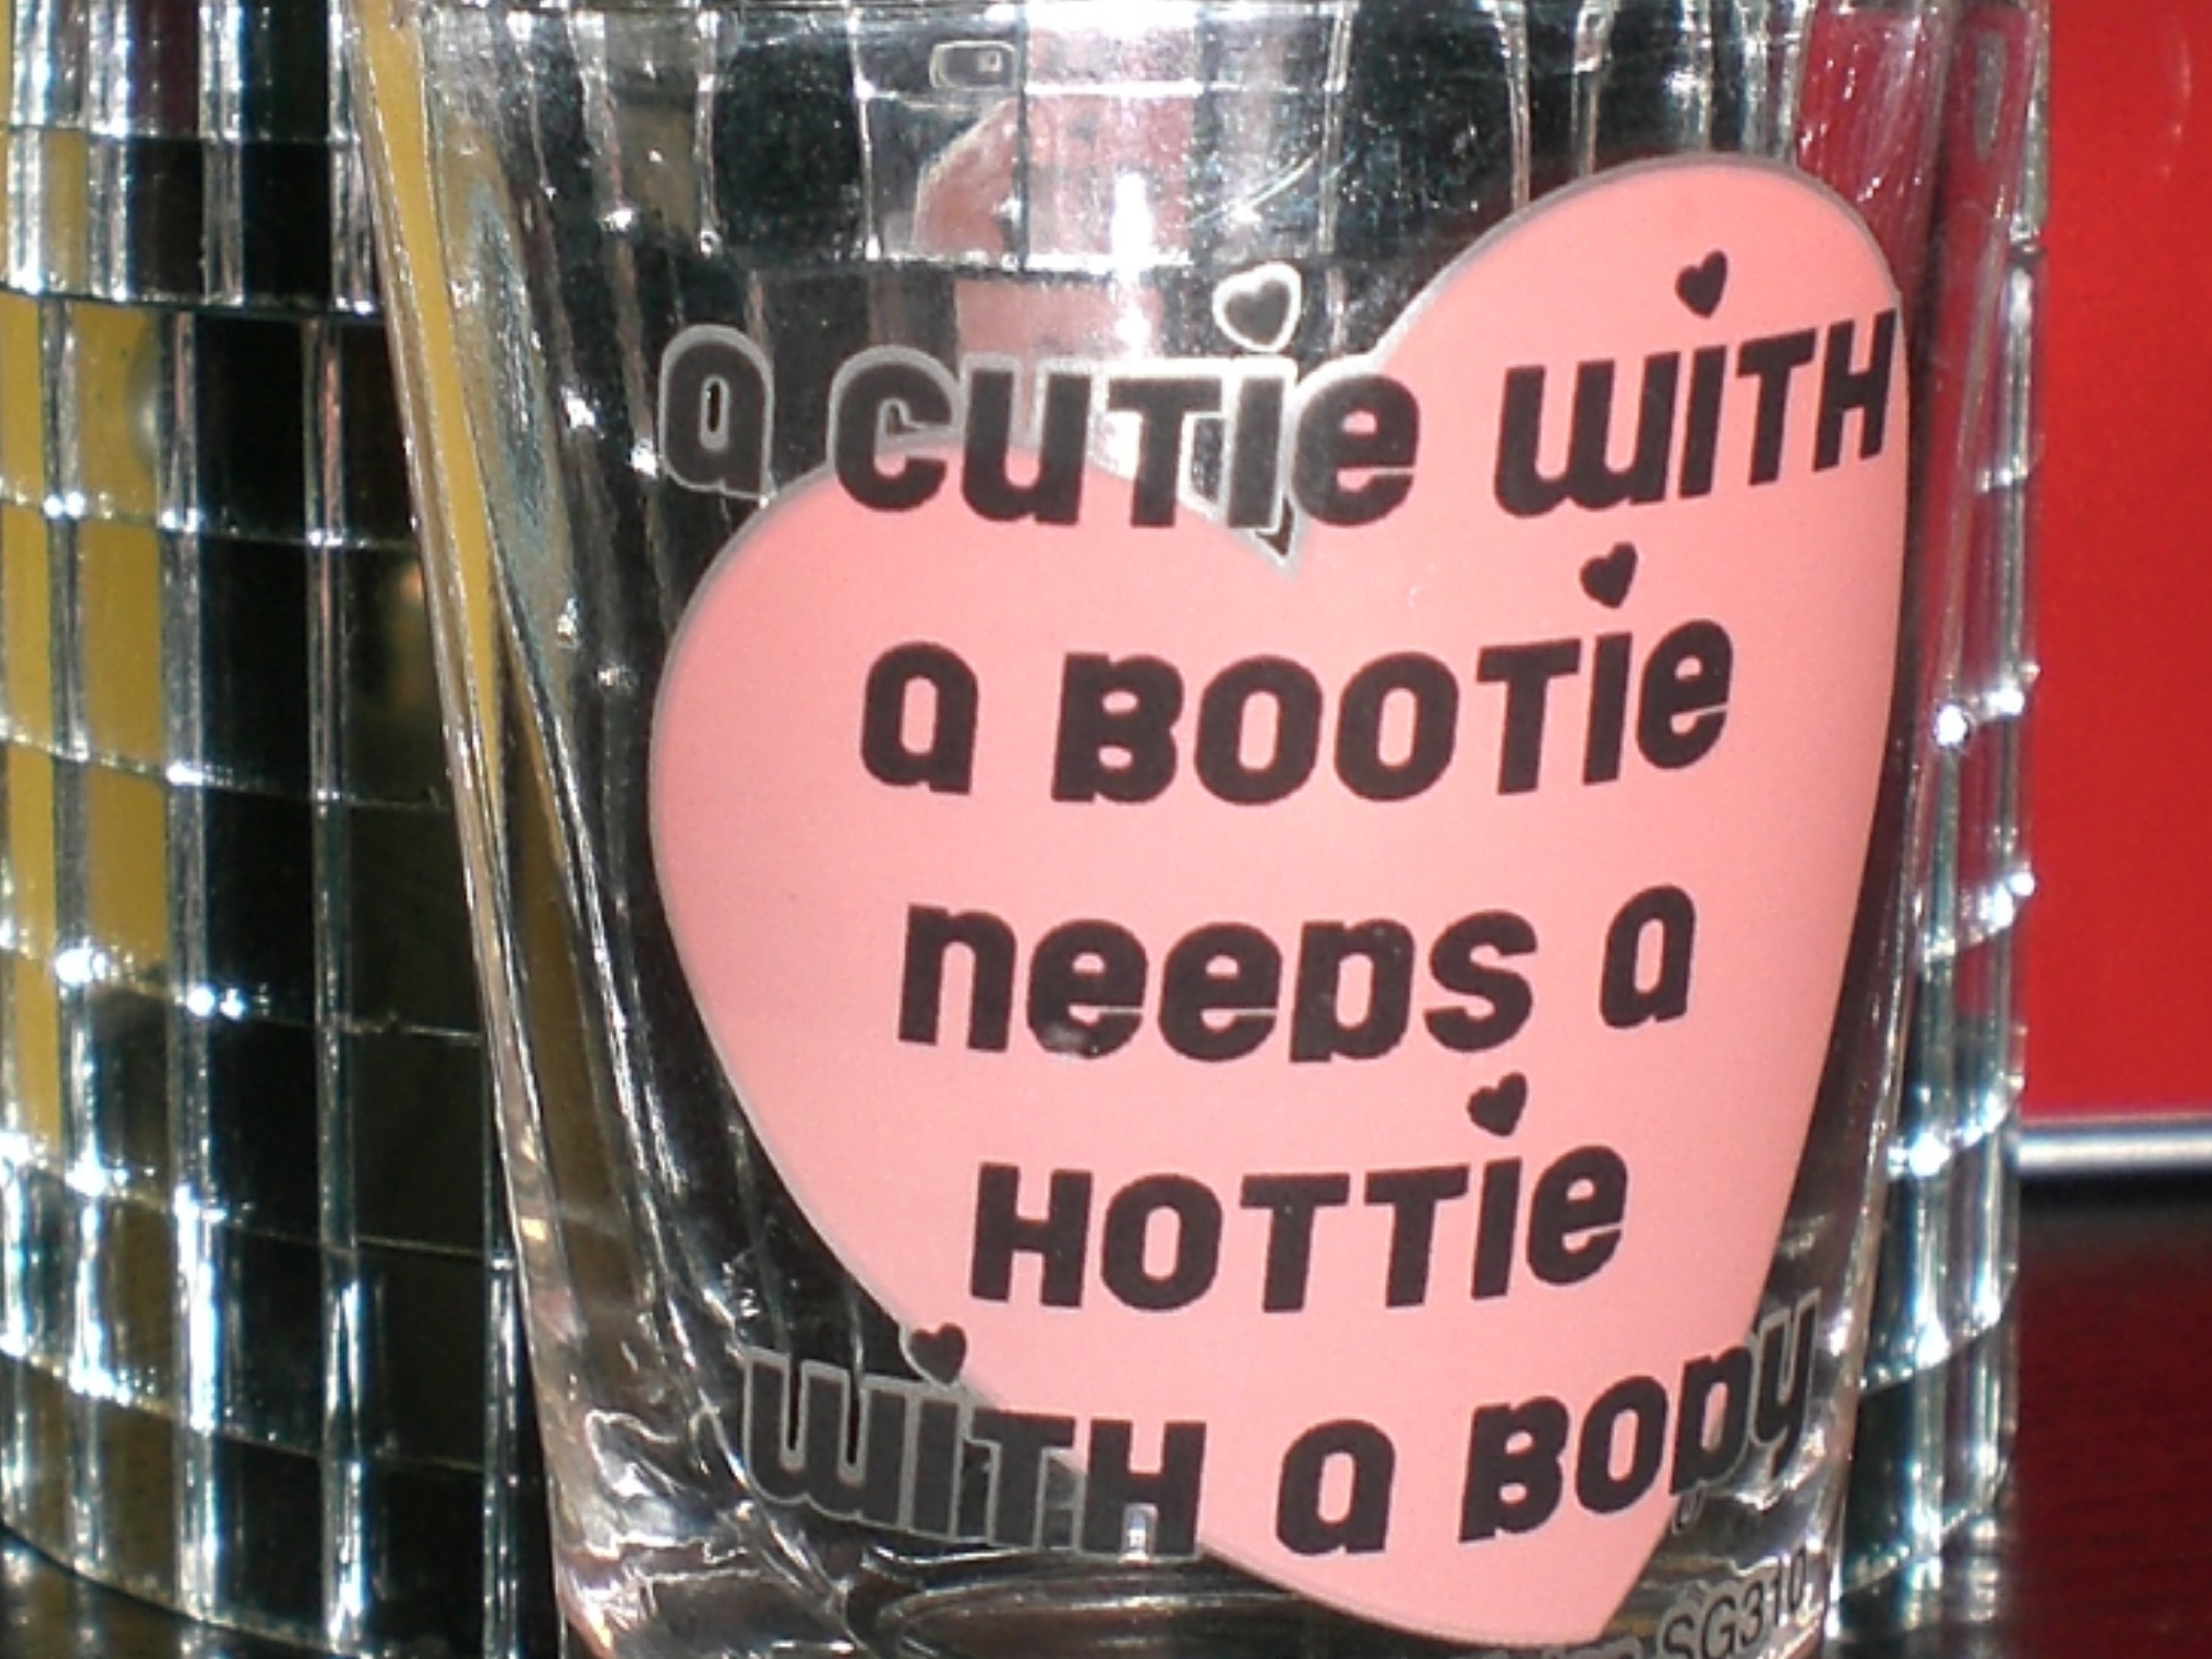 a cutie with
a Bootie
needs a
Hottie
with a Body
SG310